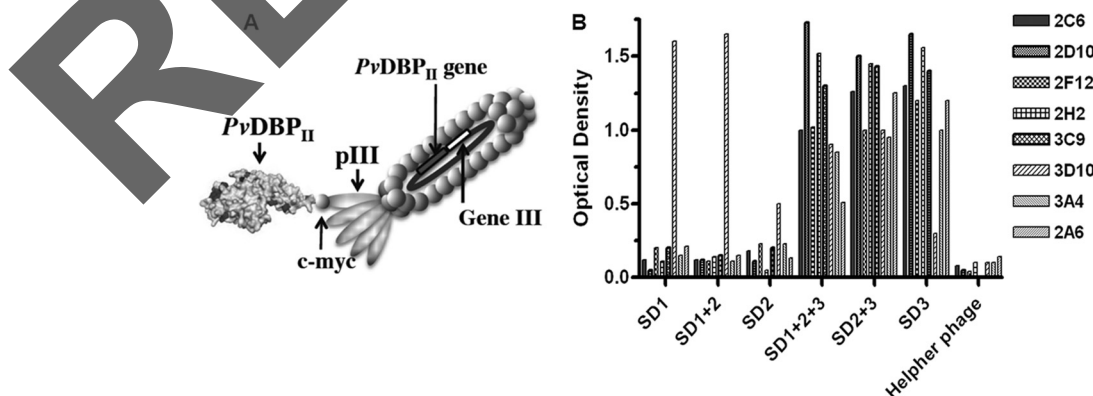 A
PvDBPII gene
PvDBPII
pIII
Gene III
c-myc
B
Optical Density
1.5
1.0
0.5
0.0
SD1
SD1+2
SD2
SD1+2+3
SD2+3
SD3
Helpher phage
2C6
2D10
2F12
2H2
3C9
3D10
3A4
2A6